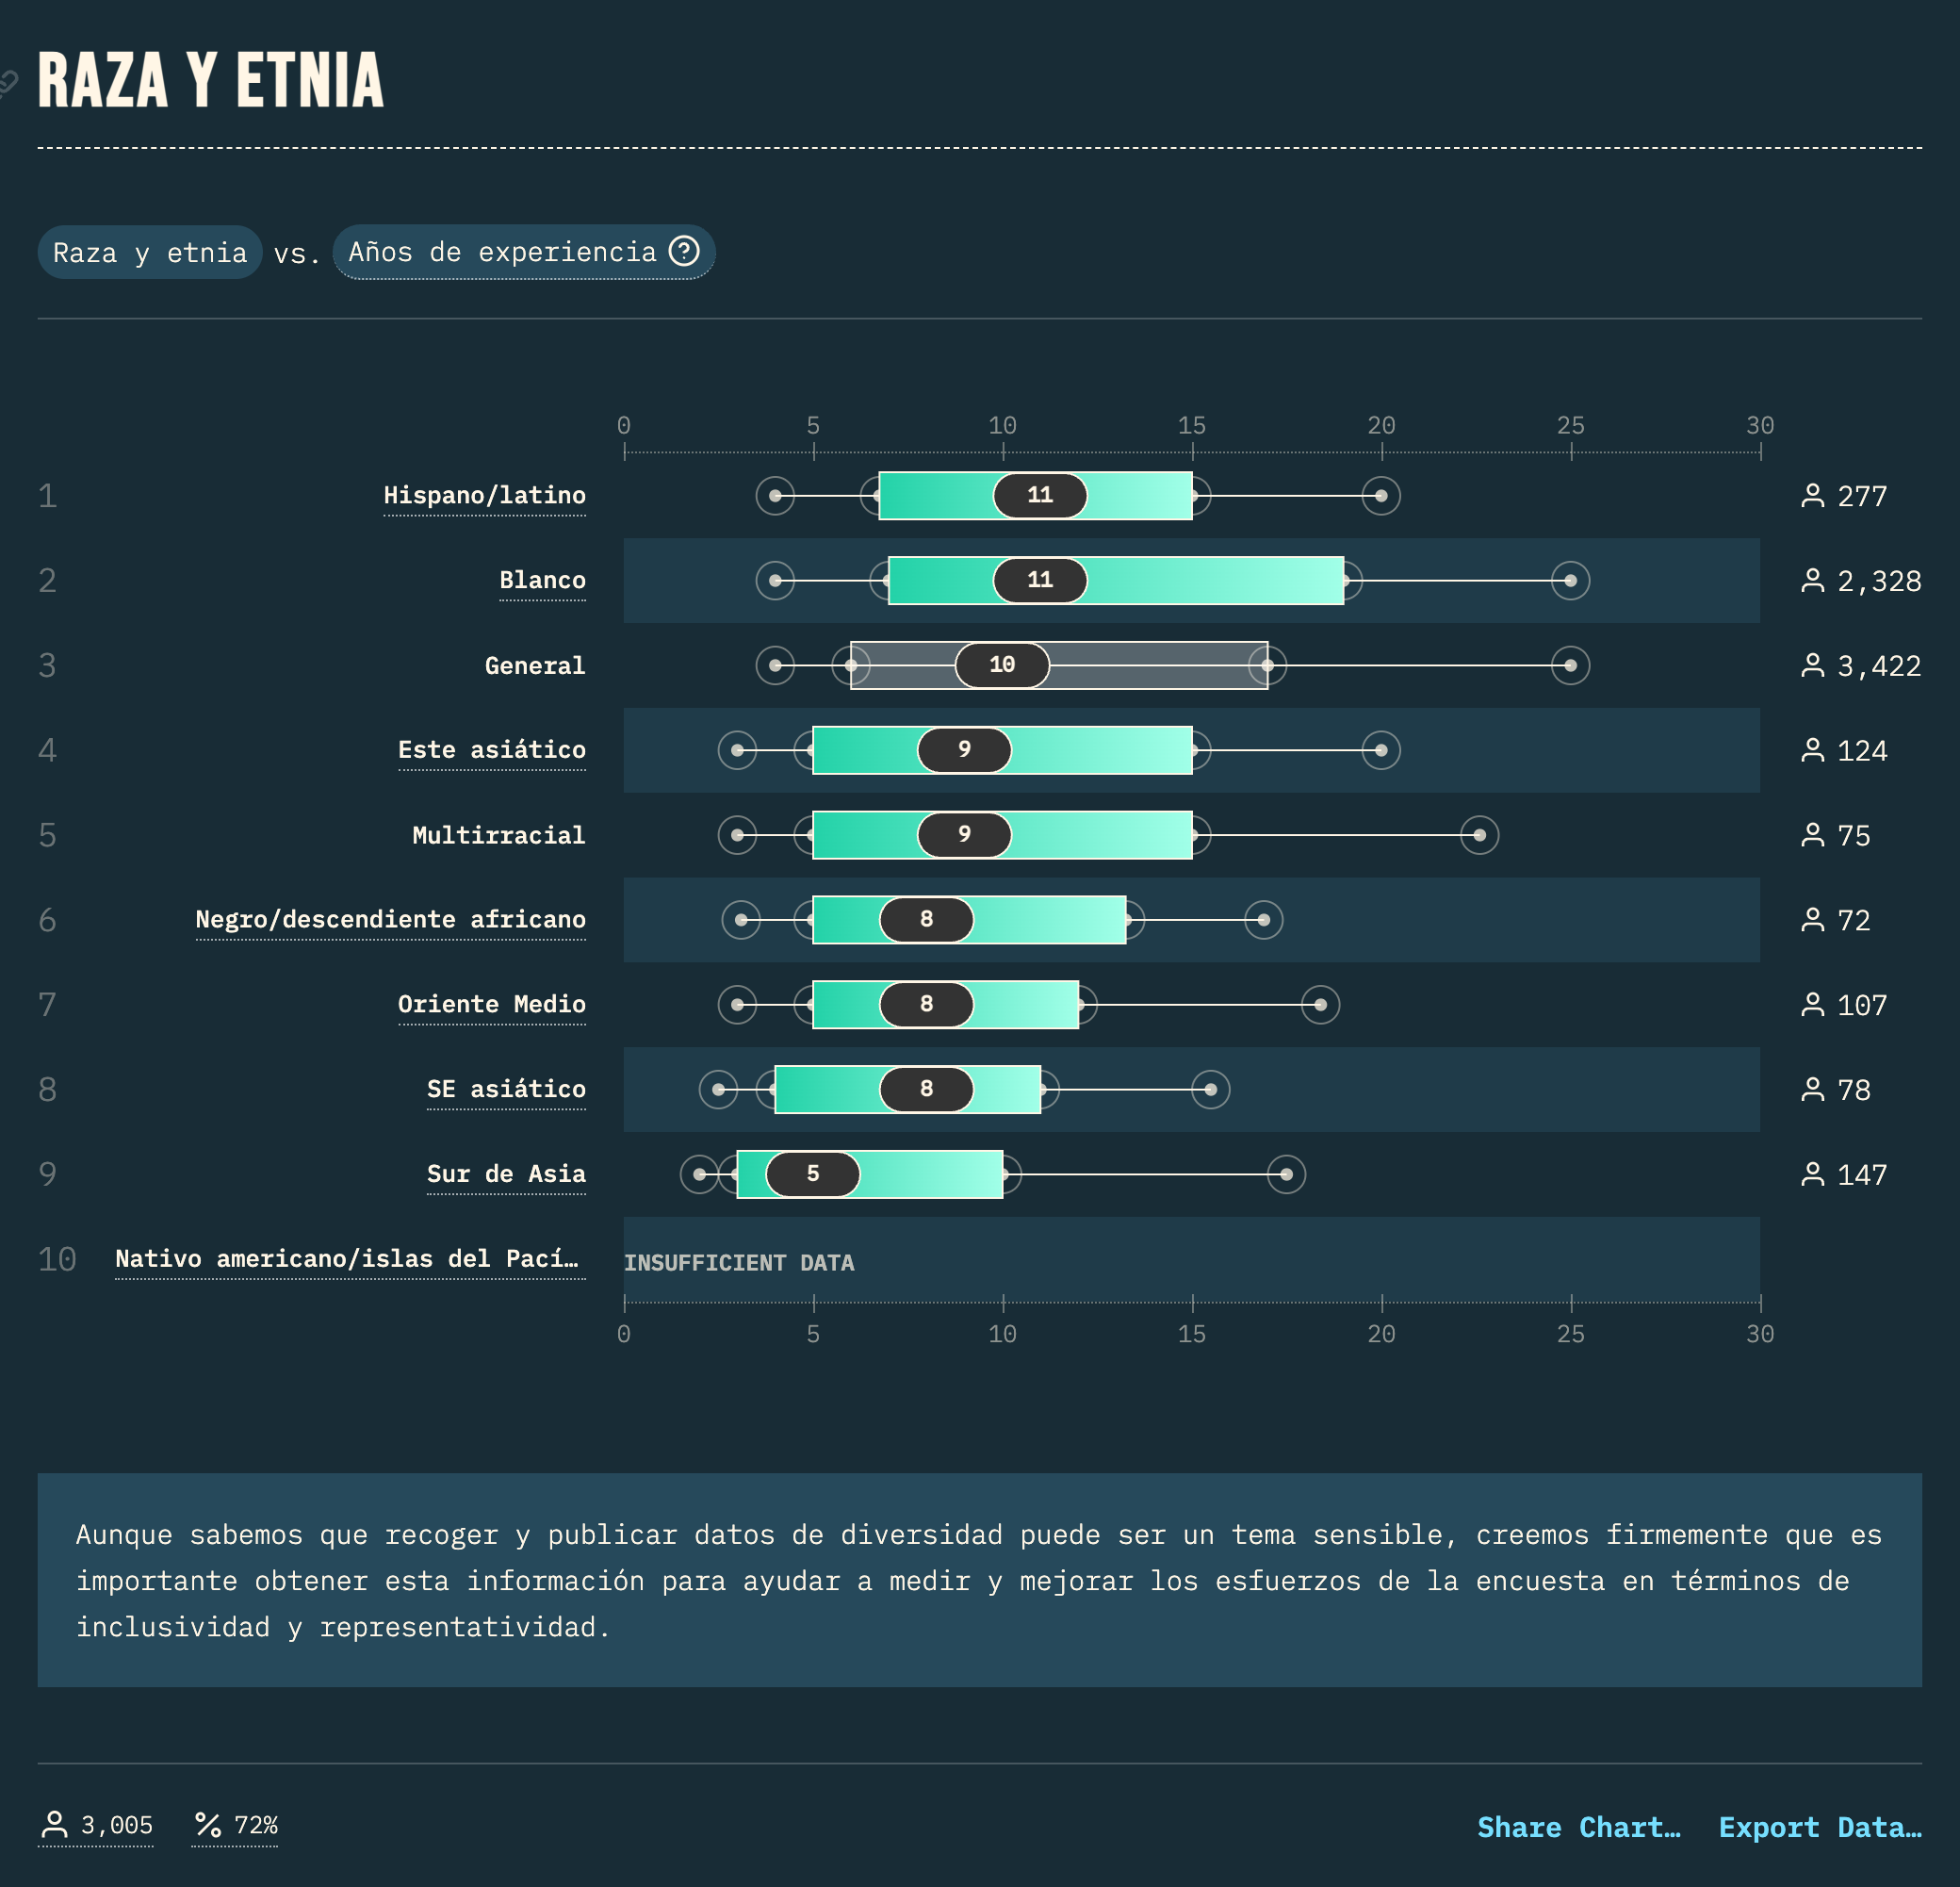 RAZA Y ETNIA
Raza y etnia vs. Años de experiencia ?
0 5 10 15 20 25 30
1 Hispano/latino 11 277
2 Blanco 11 2,328
3 General 10 3,422
4 Este asiático 9 124
5 Multirracial 9 75
6 Negro/descendiente africano 8 72
7 Oriente Medio 8 107
8 SE asiático 8 78
9 Sur de Asia 5 147
10 Nativo americano/islas del Pací… INSUFFICIENT DATA
0 5 10 15 20 25 30
Aunque sabemos que recoger y publicar datos de diversidad puede ser un tema sensible, creemos firmemente que es
importante obtener esta información para ayudar a medir y mejorar los esfuerzos de la encuesta en términos de
inclusividad y representatividad.
3,005 % 72% Share Chart… Export Data…